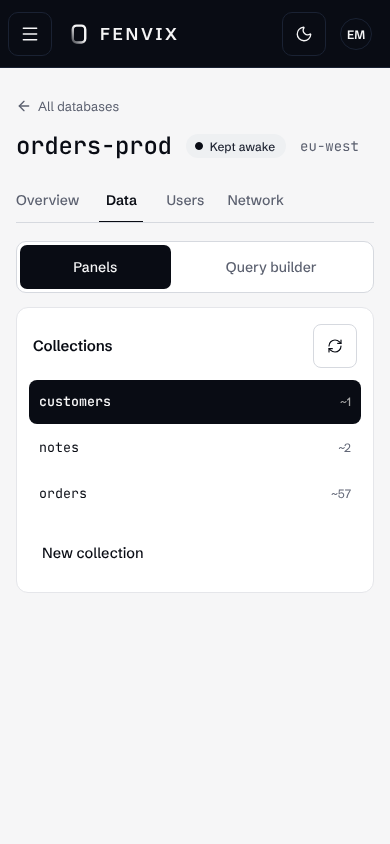 FENVIX
EM
All databases
orders-prod
Kept awake
eu-west
Overview Data Users Network
Panels Query builder
Collections
customers ~1
notes ~2
orders ~57
New collection